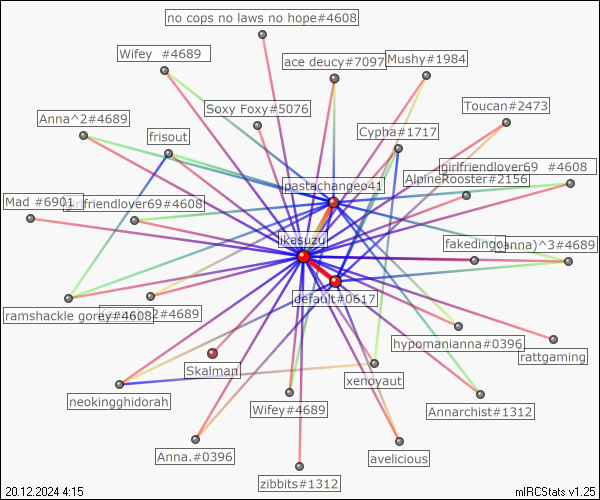 no cops no laws no hope#4608
Wifey #4689
ace deucy#7097
Mushy#1984
Soxy Foxy#5076
Toucan#2473
Anna^2#4689
frisout
Cypha#1717
girlfriendlover69 #4608
AlpineRooster#2156
pastachangeo41
Mad #6901
girlfriendlover69#4608
ikesuzu
fakedingo
)^3#4689
default#0617
ramshackle gorey#4608
2#4689
hypomanianna#0396
rattgaming
Skalman
xenoyaut
neokingghidorah
Wifey#4689
Annarchist#1312
Anna.#0396
avelicious
zibbits#1312
20.12.2024 4:15
mIRCStats v1.25